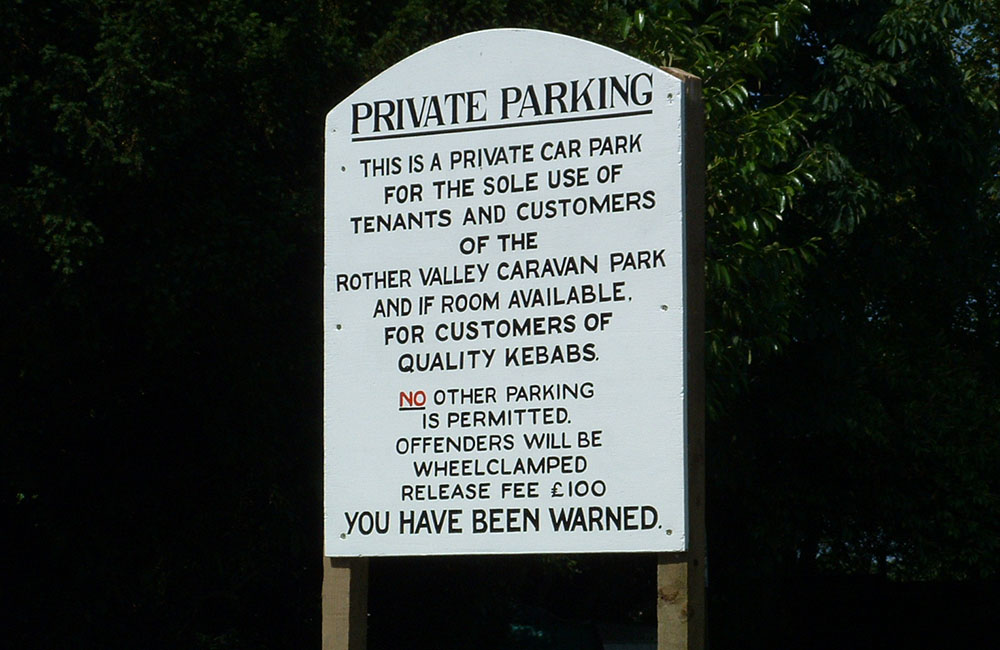 PRIVATE PARKING
THIS IS A PRIVATE CAR PARK
FOR THE SOLE USE OF
TENANTS AND CUSTOMERS
OF THE
ROTHER VALLEY CARAVAN PARK
AND IF ROOM AVAILABLE,
FOR CUSTOMERS OF
QUALITY KEBABS.
NO OTHER PARKING
IS PERMITTED.
OFFENDERS WILL BE
WHEELCLAMPED
RELEASE FEE £100
YOU HAVE BEEN WARNED.